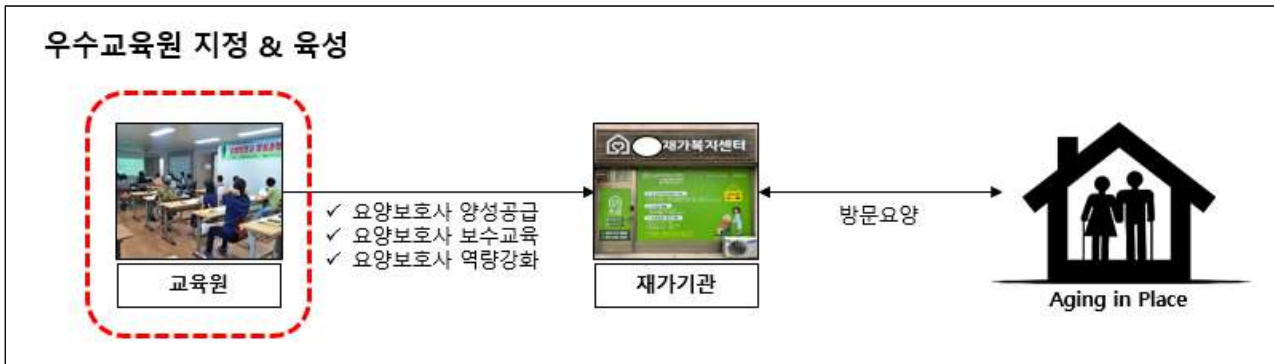 우수교육원 지정 & 육성
✓ 요양보호사 양성공급
✓ 요양보호사 보수교육
✓ 요양보호사 역량강화
교육원
재가복지센터
재가기관
방문요양
Aging in Place